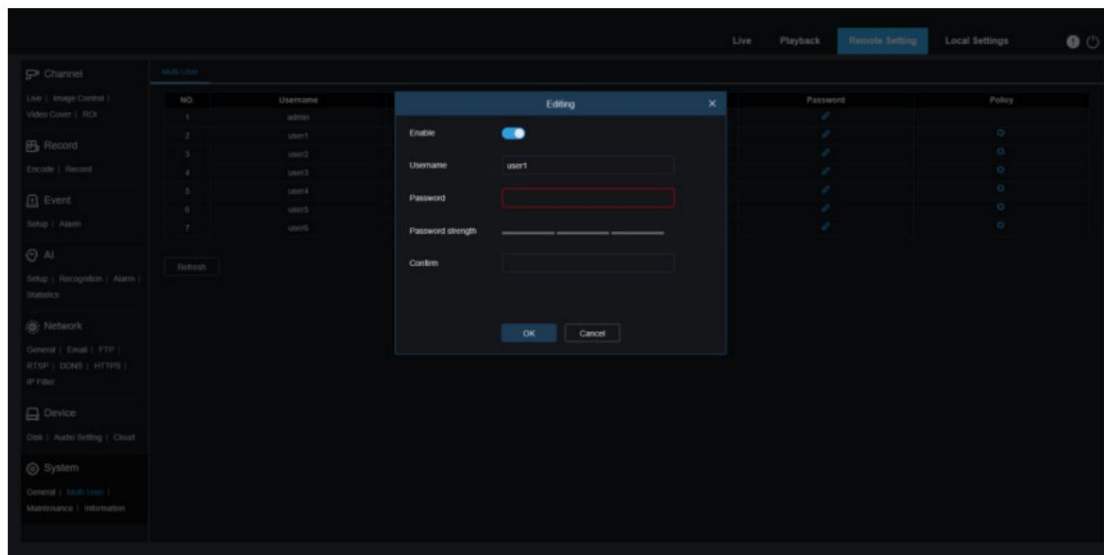 Live Playback Remote Setting Local Settings
Channel
Live | Image Control |
Video Cover | ROI
Record
Encode | Record
Event
Setup | Alarm
AI
Setup | Recognition | Alarm |
Statistics
Network
General | Email | FTP |
RTSP | DDNS | HTTPS |
IP Filter
Device
Disk | Audio Setting | Cloud
System
General | Multi-User |
Maintenance | Information
Multi-User
NO. Username Password Policy
1 admin
2 user1
3 user2
4 user3
5 user4
6 user5
7 user6
Refresh
Editing
Enable
Username user1
Password
Password strength
Confirm
OK Cancel